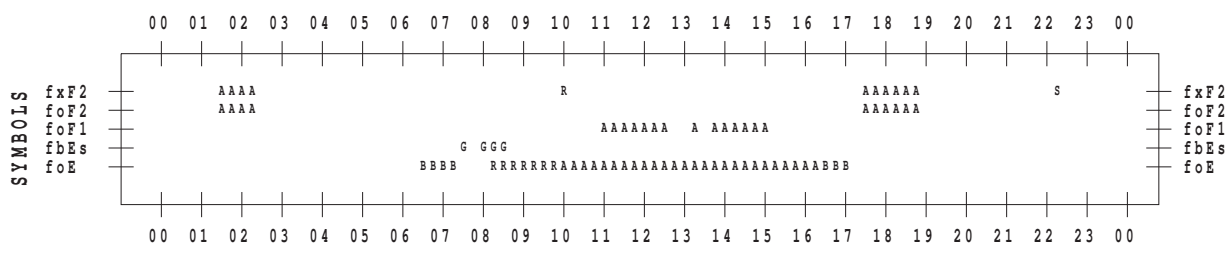 00 01 02 03 04 05 06 07 08 09 10 11 12 13 14 15 16 17 18 19 20 21 22 23 00
SYMBOLS
fxF2 AAAA R AAAAAA S fxF2
foF2 AAAA AAAAAA foF2
foF1 AAAAAAA A AAAAAA foF1
fbEs G GGG fbEs
foE BBBB RRRRRRRAAAAAAAAAAAAAAAAAAAAAAAAAABBB foE
00 01 02 03 04 05 06 07 08 09 10 11 12 13 14 15 16 17 18 19 20 21 22 23 00